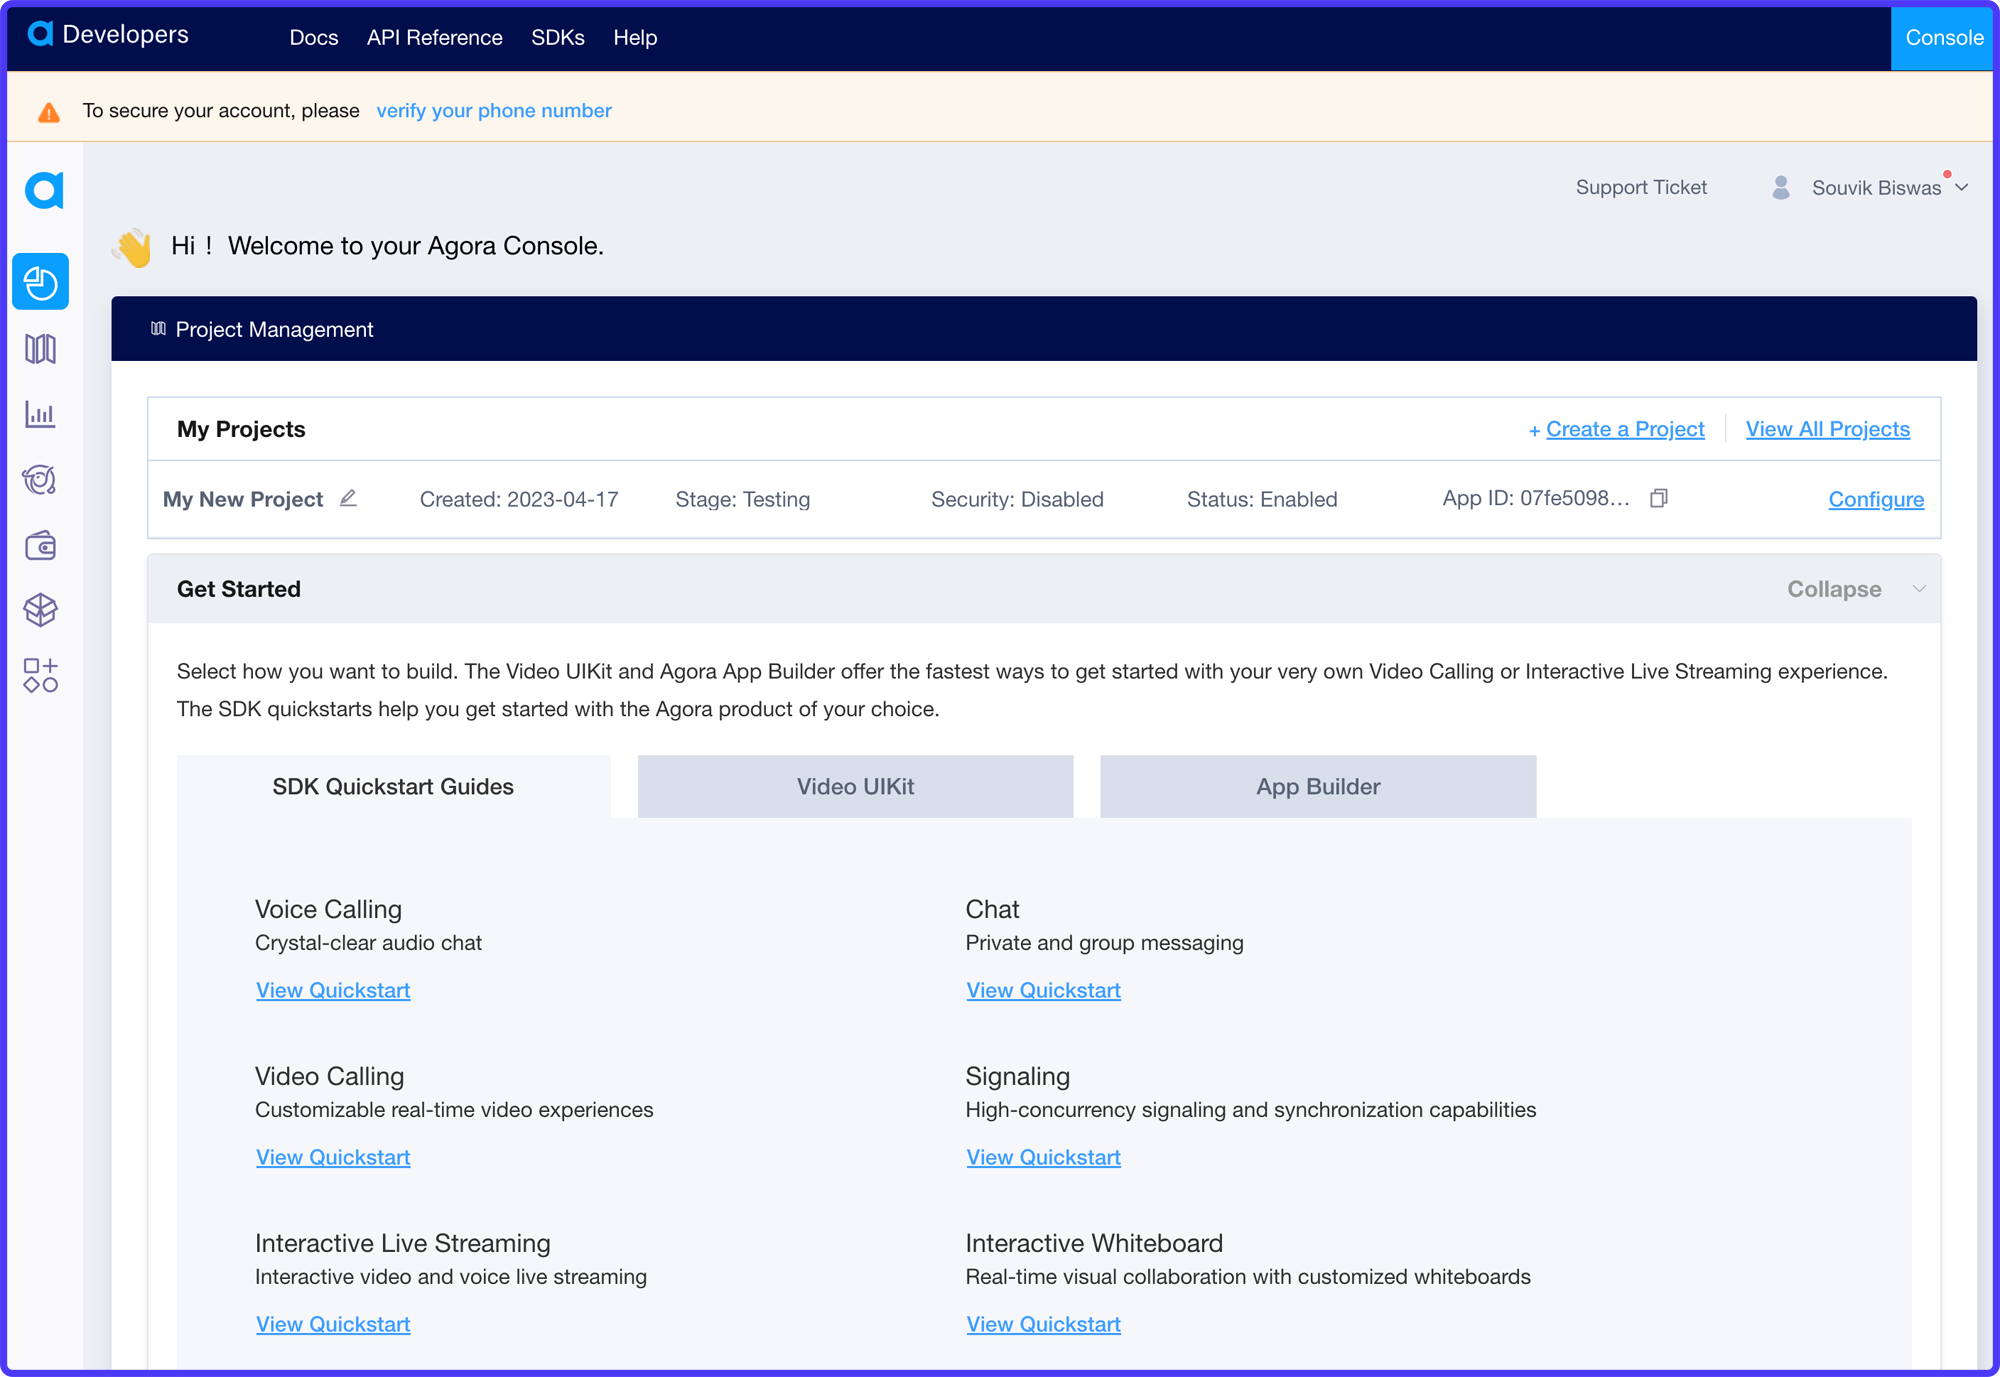 Developers Docs API Reference SDKs Help Console
To secure your account, please verify your phone number
Support Ticket Souvik Biswas
Hi ! Welcome to your Agora Console.
Project Management
My Projects + Create a Project View All Projects
My New Project Created: 2023-04-17 Stage: Testing Security: Disabled Status: Enabled App ID: 07fe5098... Configure
Get Started Collapse
Select how you want to build. The Video UIKit and Agora App Builder offer the fastest ways to get started with your very own Video Calling or Interactive Live Streaming experience.
The SDK quickstarts help you get started with the Agora product of your choice.
SDK Quickstart Guides Video UIKit App Builder
Voice Calling
Crystal-clear audio chat
View Quickstart
Chat
Private and group messaging
View Quickstart
Video Calling
Customizable real-time video experiences
View Quickstart
Signaling
High-concurrency signaling and synchronization capabilities
View Quickstart
Interactive Live Streaming
Interactive video and voice live streaming
View Quickstart
Interactive Whiteboard
Real-time visual collaboration with customized whiteboards
View Quickstart